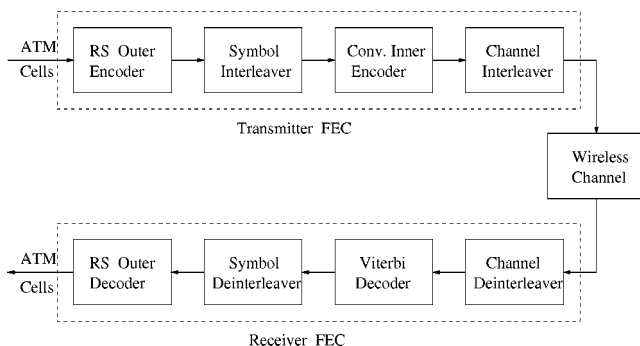 ATM
Cells
RS Outer
Encoder
Symbol
Interleaver
Conv. Inner
Encoder
Channel
Interleaver
Transmitter FEC
Wireless
Channel
ATM
Cells
RS Outer
Decoder
Symbol
Deinterleaver
Viterbi
Decoder
Channel
Deinterleaver
Receiver FEC